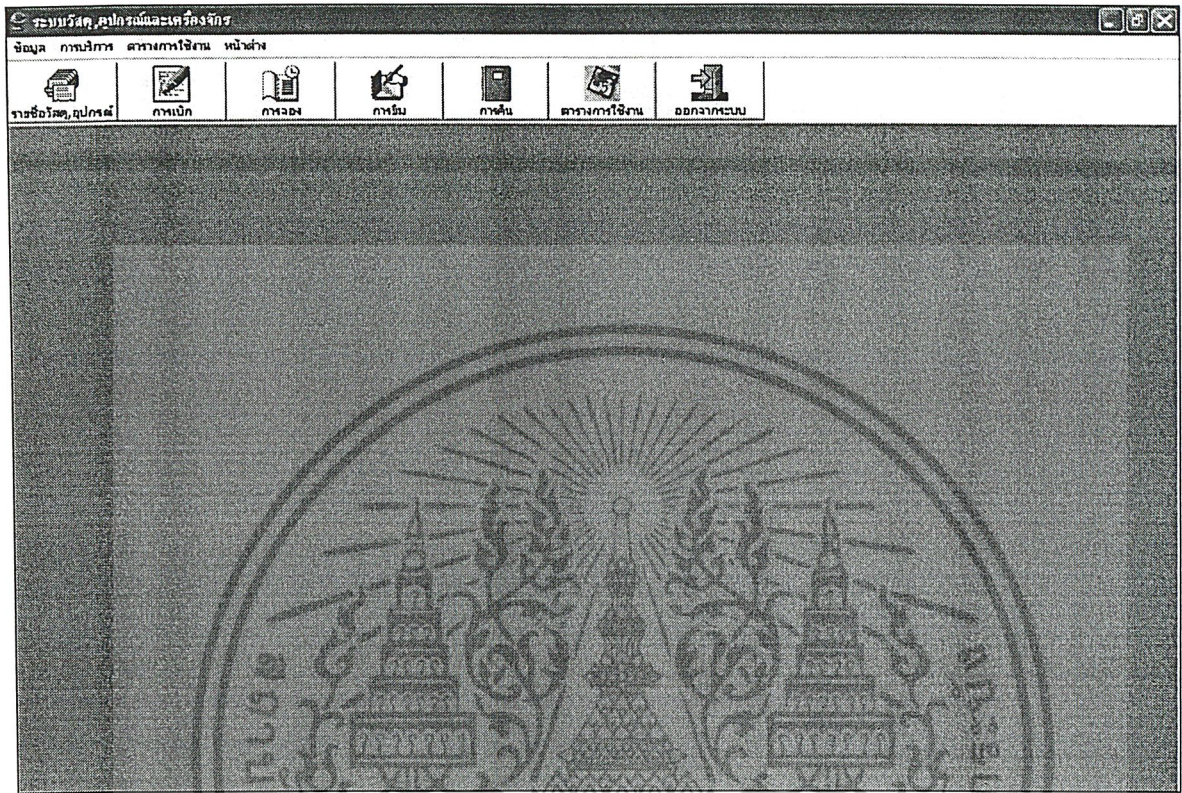 ระบบวัสดุ,อุปกรณ์และเครื่องจักร
ข้อมูล การบริการ ตารางการใช้งาน หน้าต่าง
รายชื่อวัสดุ,อุปกรณ์ การเบิก การจอง การยืม การคืน ตารางการใช้งาน ออกจากระบบ